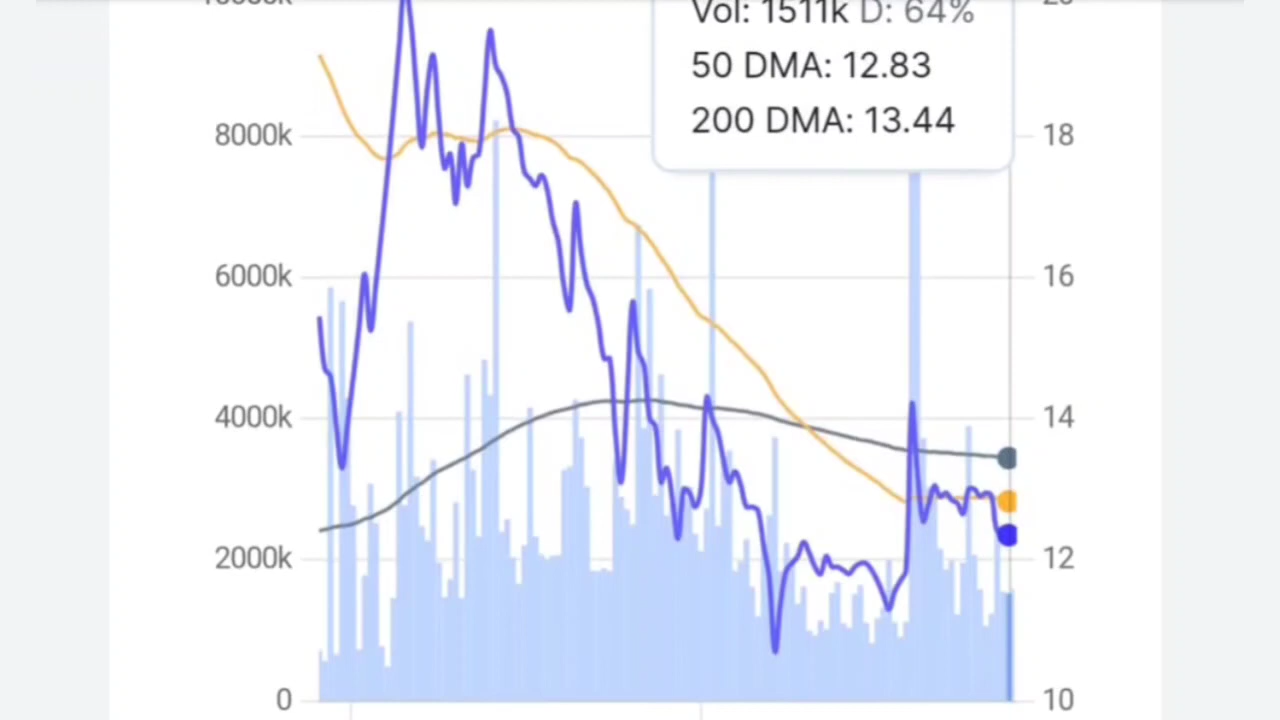 Vol: 1511k D: 64%
50 DMA: 12.83
200 DMA: 13.44
8000k 18
6000k 16
4000k 14
2000k 12
0 10